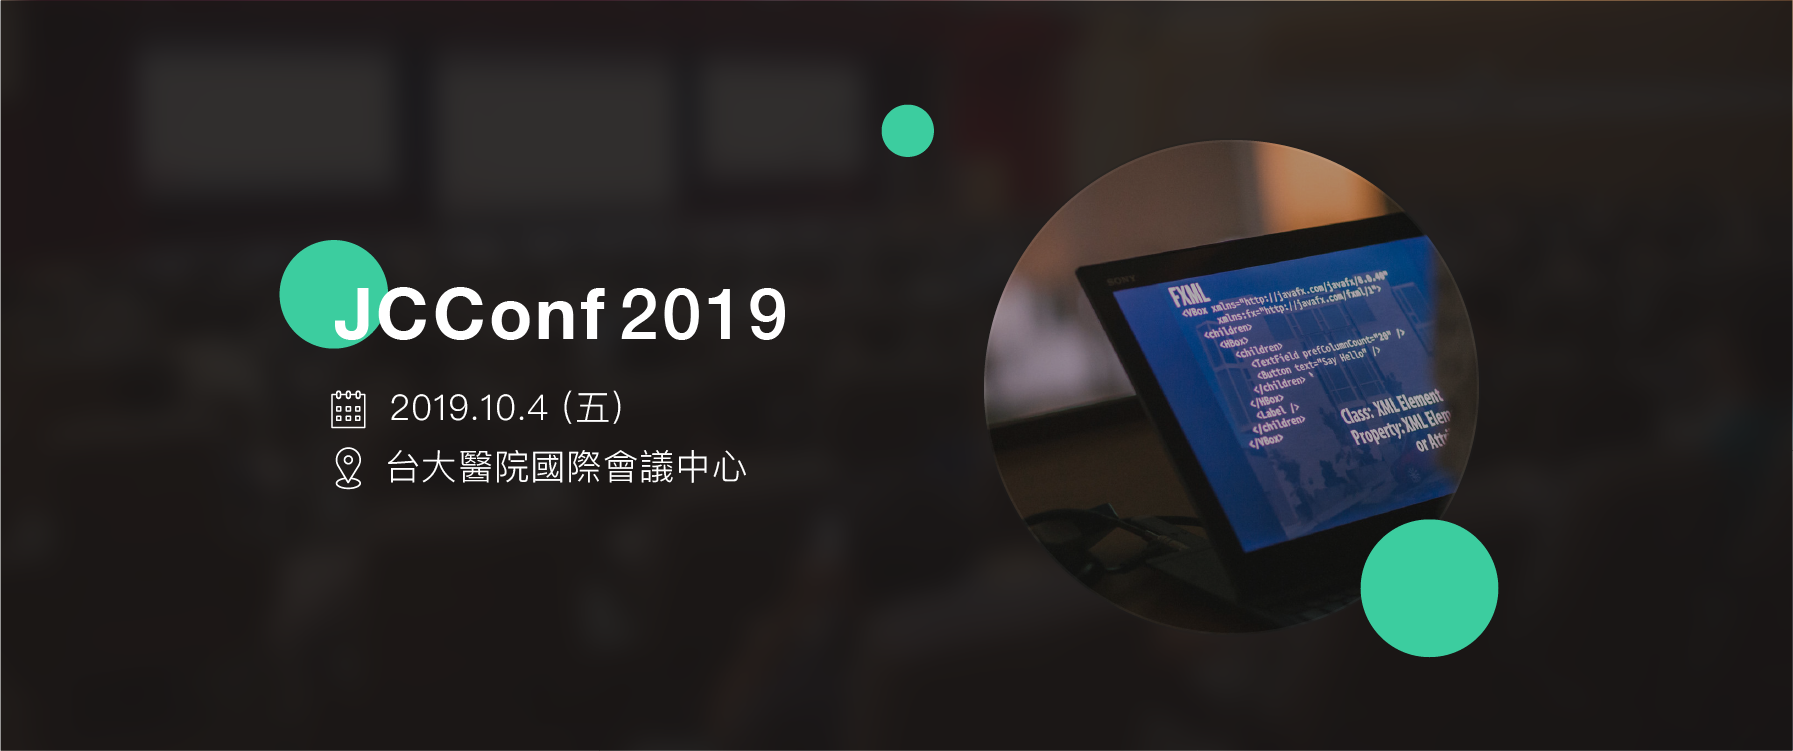 JCConf 2019
2019.10.4 (五)
台大醫院國際會議中心
SONY
FXML
<VBox xmlns="http://javafx.com/javafx/8.0.40"
xmlns:fx="http://javafx.com/fxml/1">
<children>
<HBox>
<children>
<TextField prefColumnCount="20" />
<Button text="Say Hello" />
</children>
</HBox>
<Label />
</children>
</VBox>
Class: XML Element
Property: XML Elem
or Attri